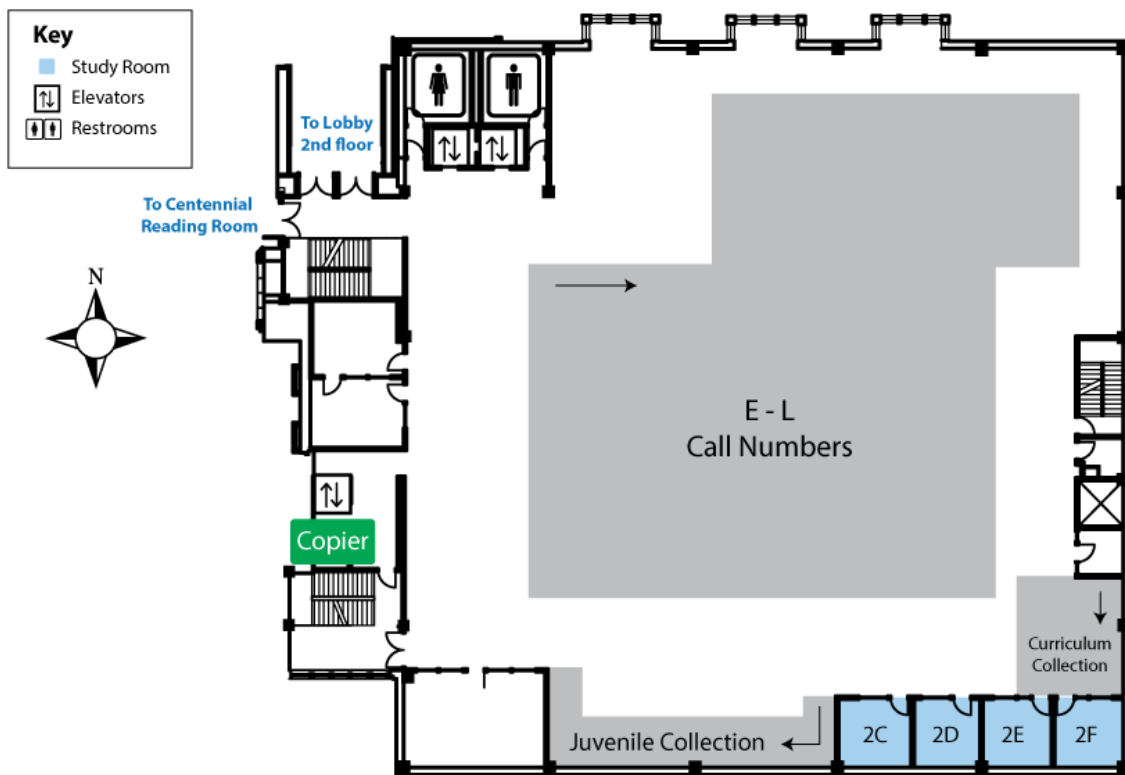 Key
Study Room
Elevators
Restrooms
To Lobby
2nd floor
To Centennial
Reading Room
N
E - L
Call Numbers
Copier
Curriculum
Collection
Juvenile Collection
2C
2D
2E
2F